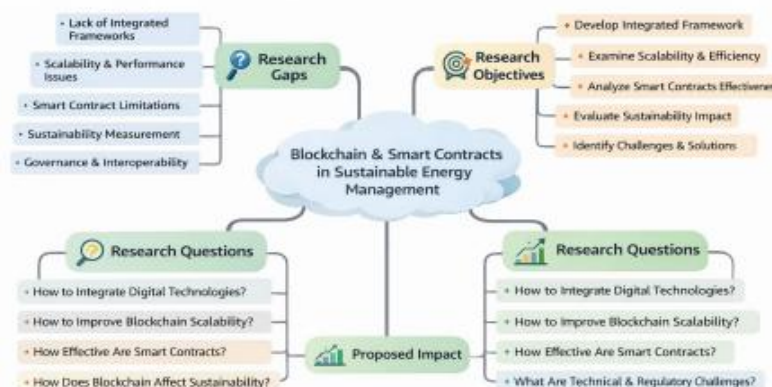 • Lack of Integrated
Frameworks
• Scalability & Performance
Issues
• Smart Contract Limitations
• Sustainability Measurement
• Governance & Interoperability
Research
Gaps
Research
Objectives
• Develop Integrated Framework
• Examine Scalability & Efficiency
• Analyze Smart Contracts Effectivene
• Evaluate Sustainability Impact
• Identify Challenges & Solutions
Blockchain & Smart Contracts
in Sustainable Energy
Management
Research Questions
• How to Integrate Digital Technologies?
• How to Improve Blockchain Scalability?
• How Effective Are Smart Contracts?
• How Does Blockchain Affect Sustainability?
Proposed Impact
Research Questions
• How to Integrate Digital Technologies?
• How to Improve Blockchain Scalability?
• How Effective Are Smart Contracts?
• What Are Technical & Regulatory Challenges?